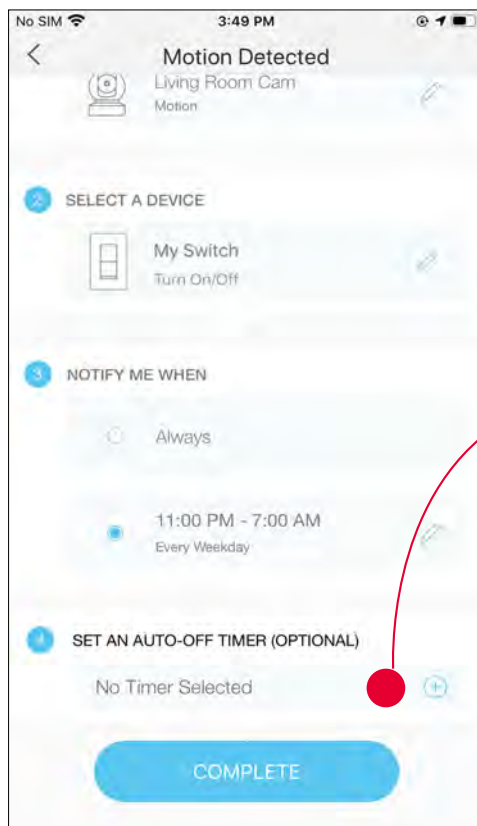 No SIM 3:49 PM
Motion Detected
Living Room Cam
Motion
2 SELECT A DEVICE
My Switch
Turn On/Off
3 NOTIFY ME WHEN
Always
11:00 PM - 7:00 AM
Every Weekday
4 SET AN AUTO-OFF TIMER (OPTIONAL)
No Timer Selected
COMPLETE